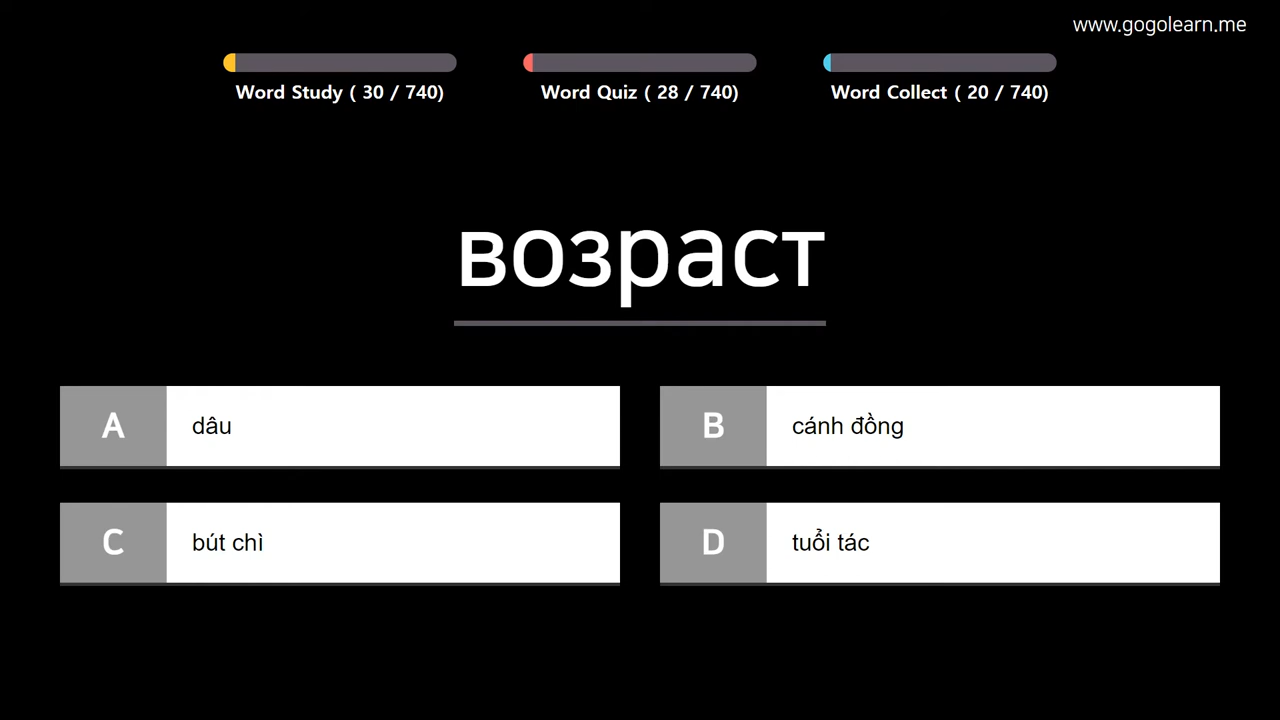 www.gogolearn.me
Word Study ( 30 / 740)
Word Quiz ( 28 / 740)
Word Collect ( 20 / 740)
возраст
A dâu
B cánh đồng
C bút chì
D tuổi tác